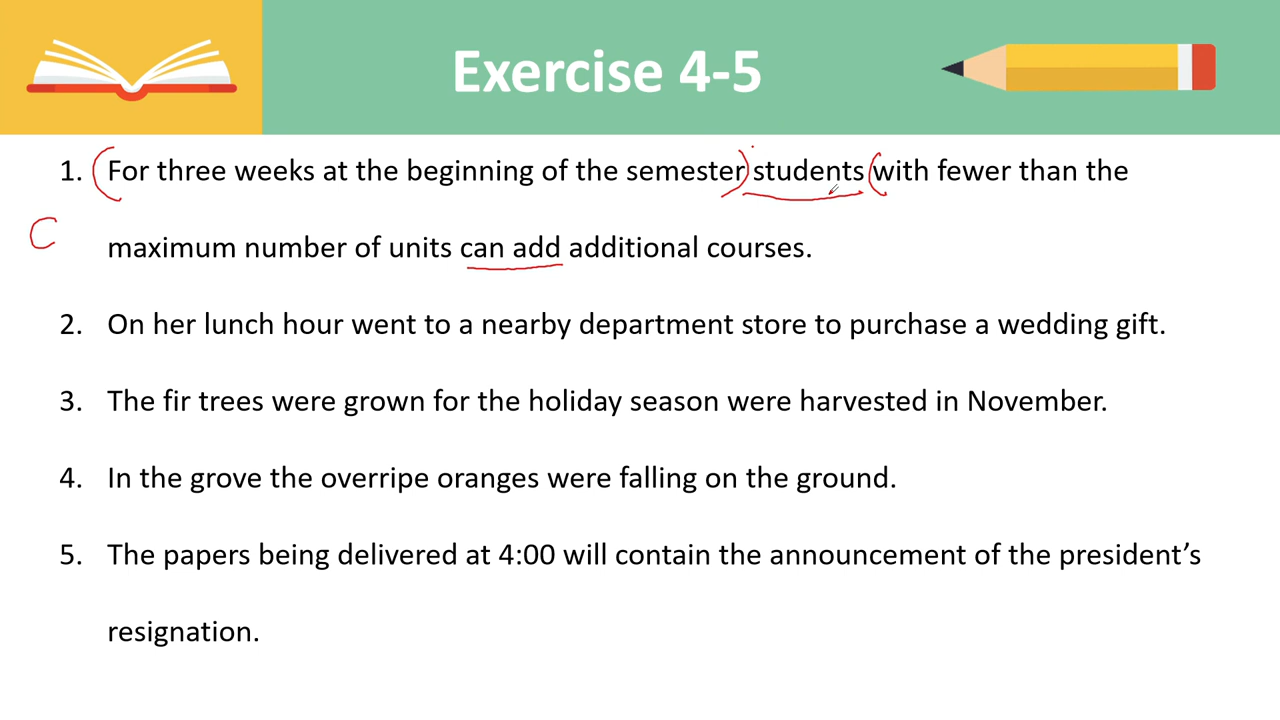 Exercise 4-5
1. (For three weeks at the beginning of the semester) students (with fewer than the
C maximum number of units can add additional courses.
2. On her lunch hour went to a nearby department store to purchase a wedding gift.
3. The fir trees were grown for the holiday season were harvested in November.
4. In the grove the overripe oranges were falling on the ground.
5. The papers being delivered at 4:00 will contain the announcement of the president’s
resignation.